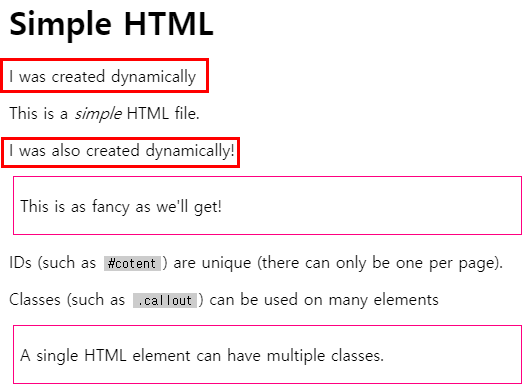 Simple HTML
I was created dynamically
This is a simple HTML file.
I was also created dynamically!
This is as fancy as we'll get!
IDs (such as #cotent) are unique (there can only be one per page).
Classes (such as .callout) can be used on many elements
A single HTML element can have multiple classes.